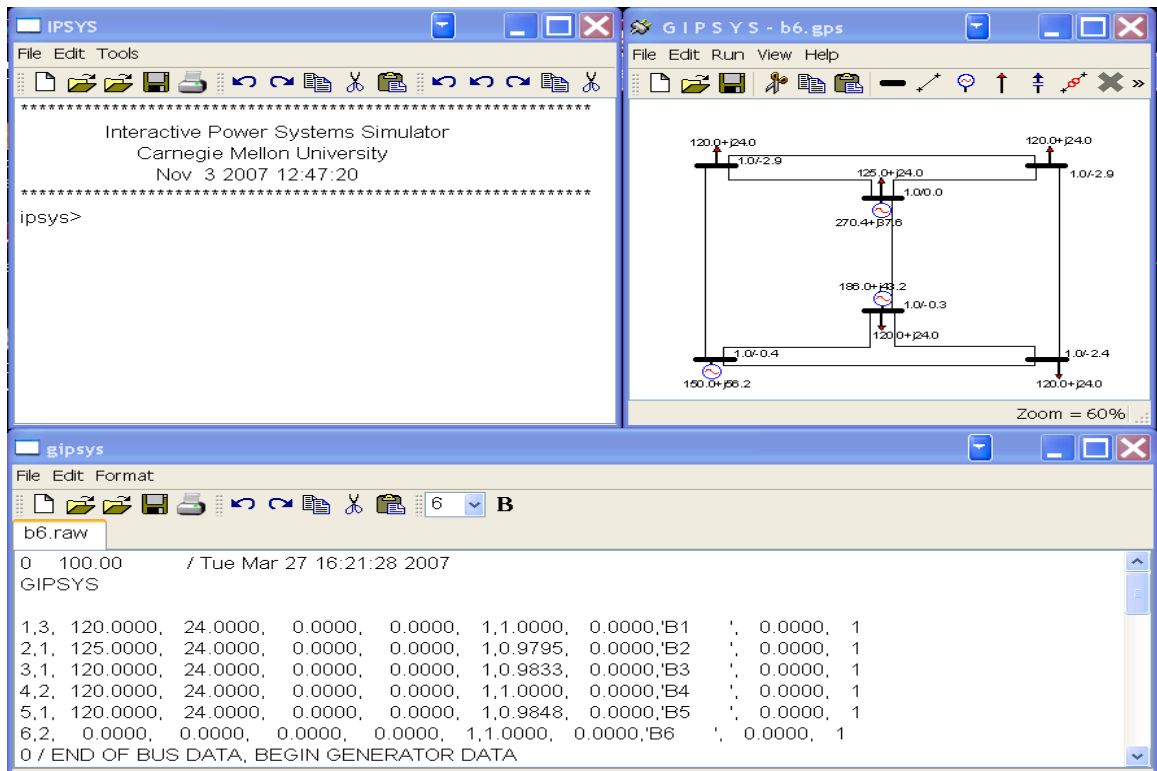 IPSYS
File Edit Tools
****************************************************************
Interactive Power Systems Simulator
Carnegie Mellon University
Nov 3 2007 12:47:20
****************************************************************
ipsys>
G I P S Y S - b6.gps
File Edit Run View Help
120.0+j24.0
120.0+j24.0
1.0/-2.9
125.0+j24.0
1.0/-2.9
1.0/0.0
270.4+j37.6
186.0+j43.2
1.0/-0.3
120.0+j24.0
1.0/-0.4
1.0/-2.4
150.0+j56.2
120.0+j24.0
Zoom = 60%
gipsys
File Edit Format
6 B
b6.raw
0 100.00 / Tue Mar 27 16:21:28 2007
GIPSYS
1,3, 120.0000, 24.0000, 0.0000, 0.0000, 1,1.0000, 0.0000,'B1 ', 0.0000, 1
2,1, 125.0000, 24.0000, 0.0000, 0.0000, 1,0.9795, 0.0000,'B2 ', 0.0000, 1
3,1, 120.0000, 24.0000, 0.0000, 0.0000, 1,0.9833, 0.0000,'B3 ', 0.0000, 1
4,2, 120.0000, 24.0000, 0.0000, 0.0000, 1,1.0000, 0.0000,'B4 ', 0.0000, 1
5,1, 120.0000, 24.0000, 0.0000, 0.0000, 1,0.9848, 0.0000,'B5 ', 0.0000, 1
6,2, 0.0000, 0.0000, 0.0000, 0.0000, 1,1.0000, 0.0000,'B6 ', 0.0000, 1
0 / END OF BUS DATA, BEGIN GENERATOR DATA